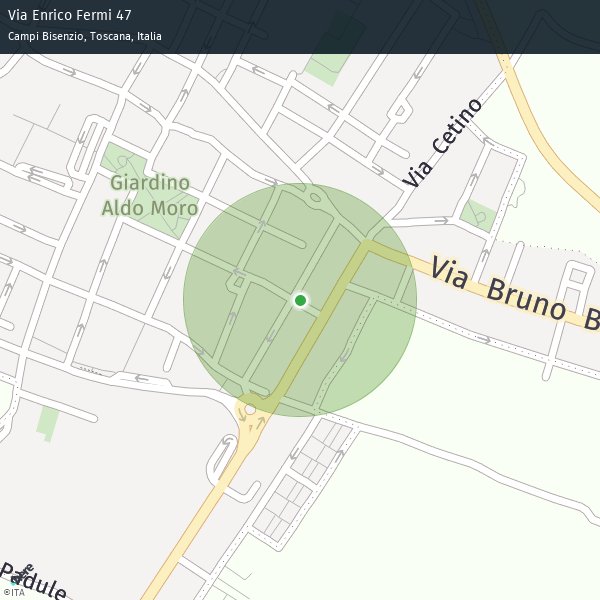 Via Enrico Fermi 47
Campi Bisenzio, Toscana, Italia
Via Cetino
Giardino
Aldo Moro
Via Bruno B
Padule
©ITA